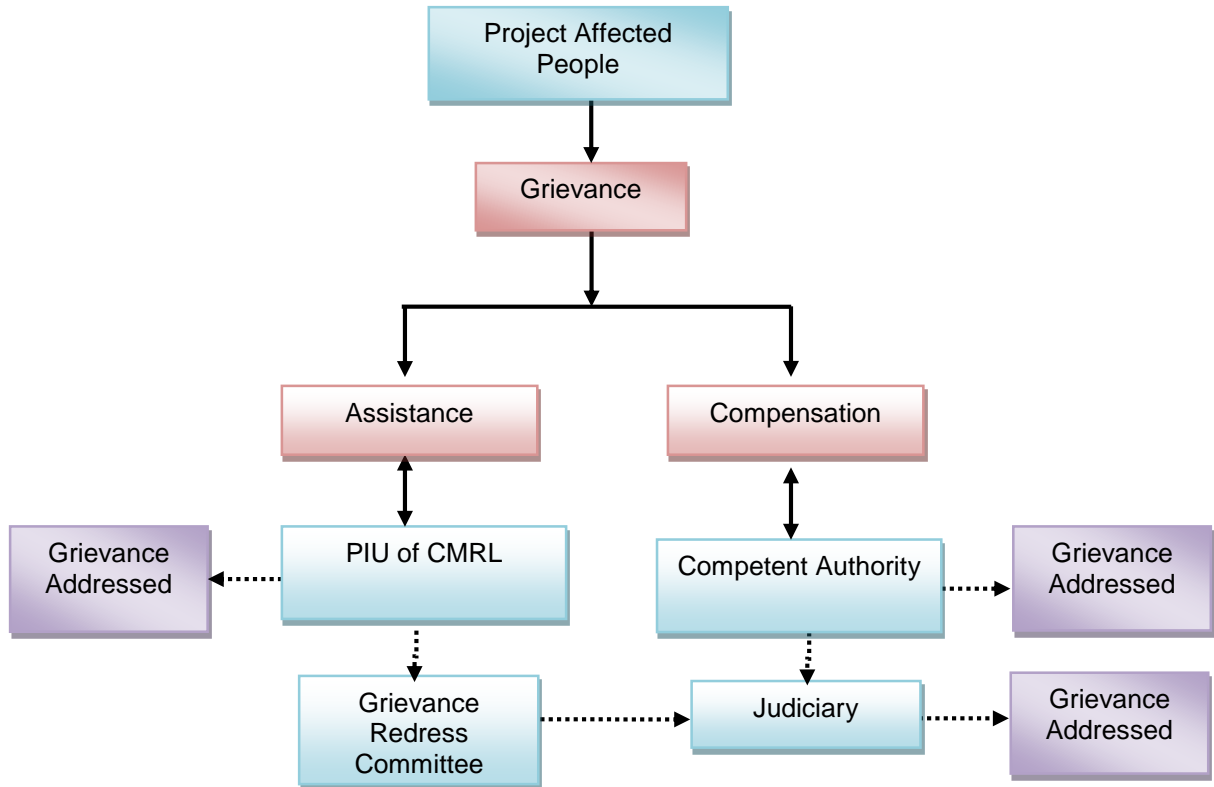 Project Affected
People
Grievance
Assistance
Compensation
Grievance
Addressed
PIU of CMRL
Competent Authority
Grievance
Addressed
Grievance
Redress
Committee
Judiciary
Grievance
Addressed